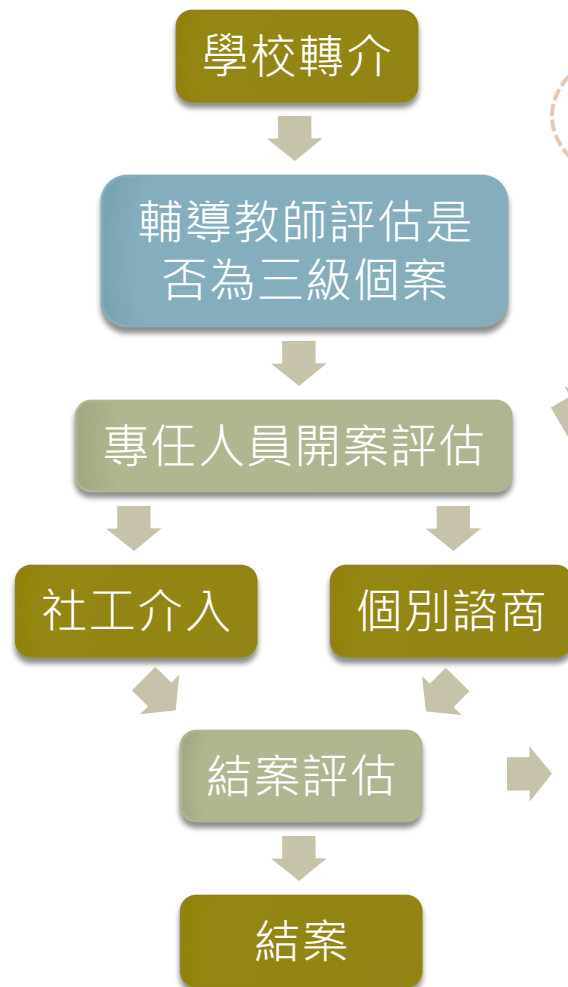 學校轉介
輔導教師評估是
否為三級個案
專任人員開案評估
社工介入
個別諮商
結案評估
結案